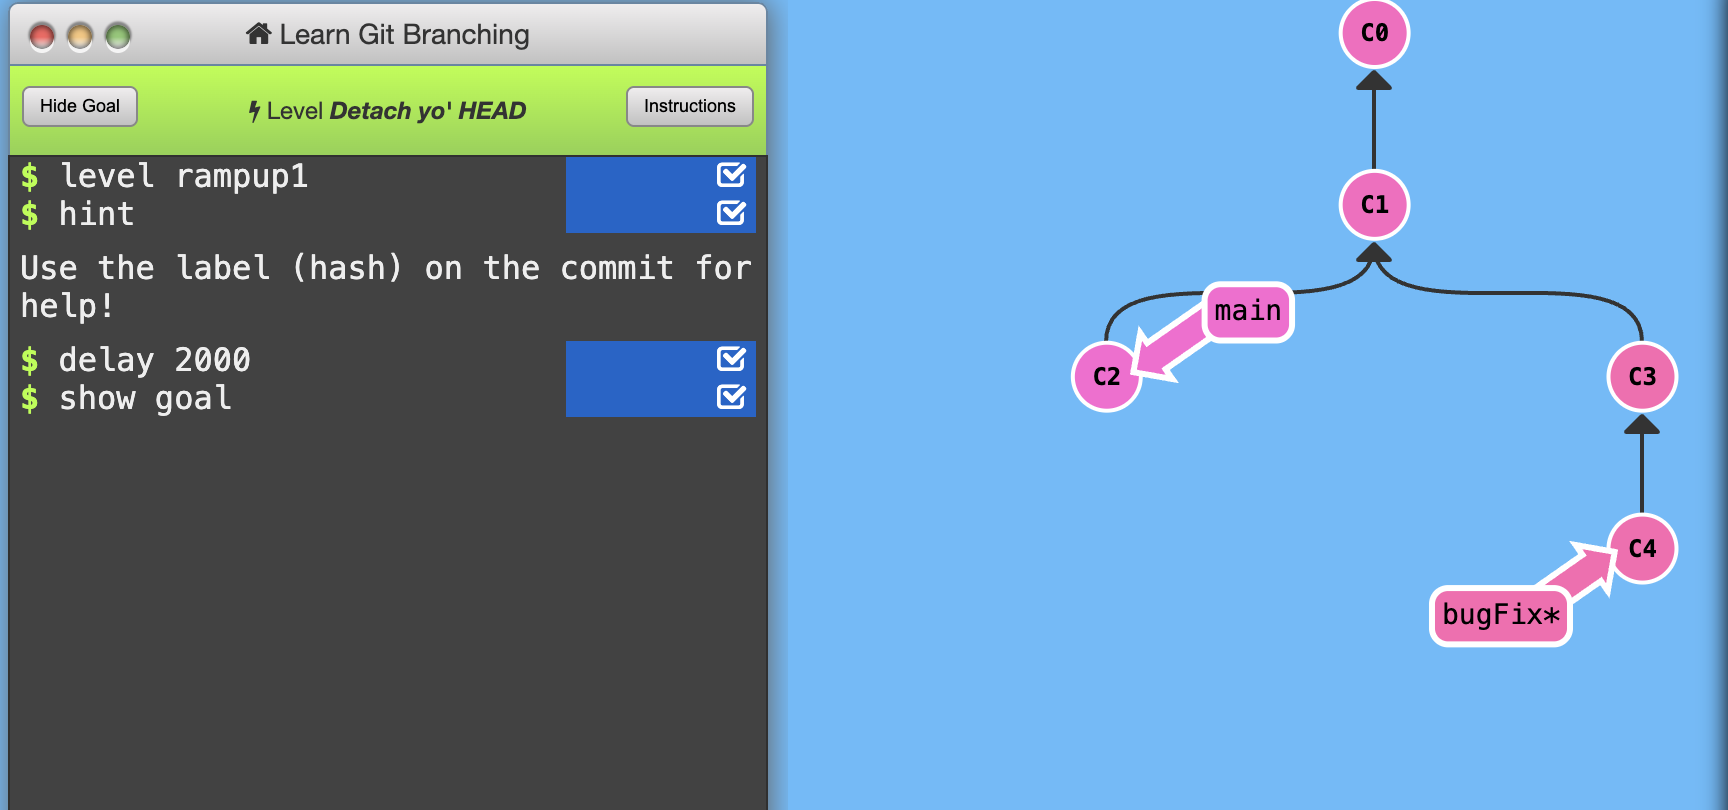 Learn Git Branching
Hide Goal
Level Detach yo' HEAD
Instructions
$ level rampup1
$ hint
Use the label (hash) on the commit for
help!
$ delay 2000
$ show goal
C0
C1
main
C2
C3
C4
bugFix*